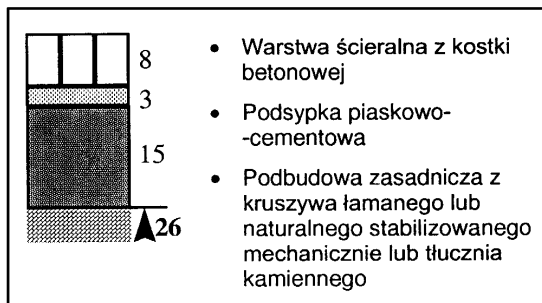 8
3
15
26
• Warstwa ścieralna z kostki
betonowej
• Podsypka piaskowo-
-cementowa
• Podbudowa zasadnicza z
kruszywa łamanego lub
naturalnego stabilizowanego
mechanicznie lub tłucznia
kamiennego